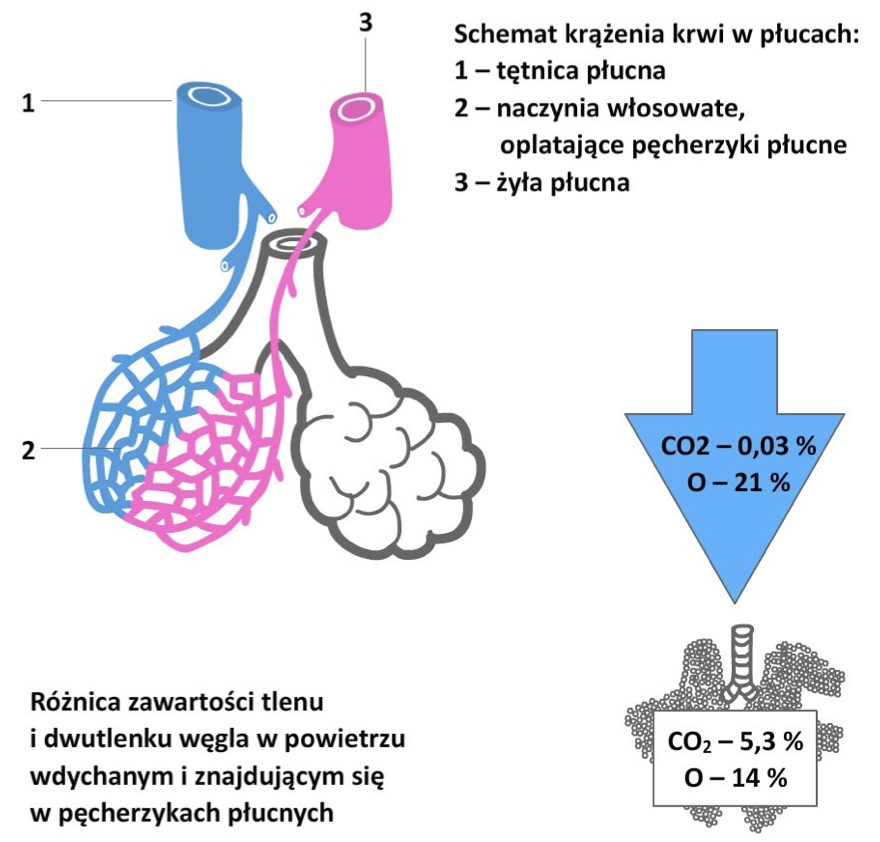 3
1
2
Schemat krążenia krwi w płucach:
1 – tętnica płucna
2 – naczynia włosowate,
oplatające pęcherzyki płucne
3 – żyła płucna
CO2 – 0,03 %
O – 21 %
CO₂ – 5,3 %
O – 14 %
Różnica zawartości tlenu
i dwutlenku węgla w powietrzu
wdychanym i znajdującym się
w pęcherzykach płucnych